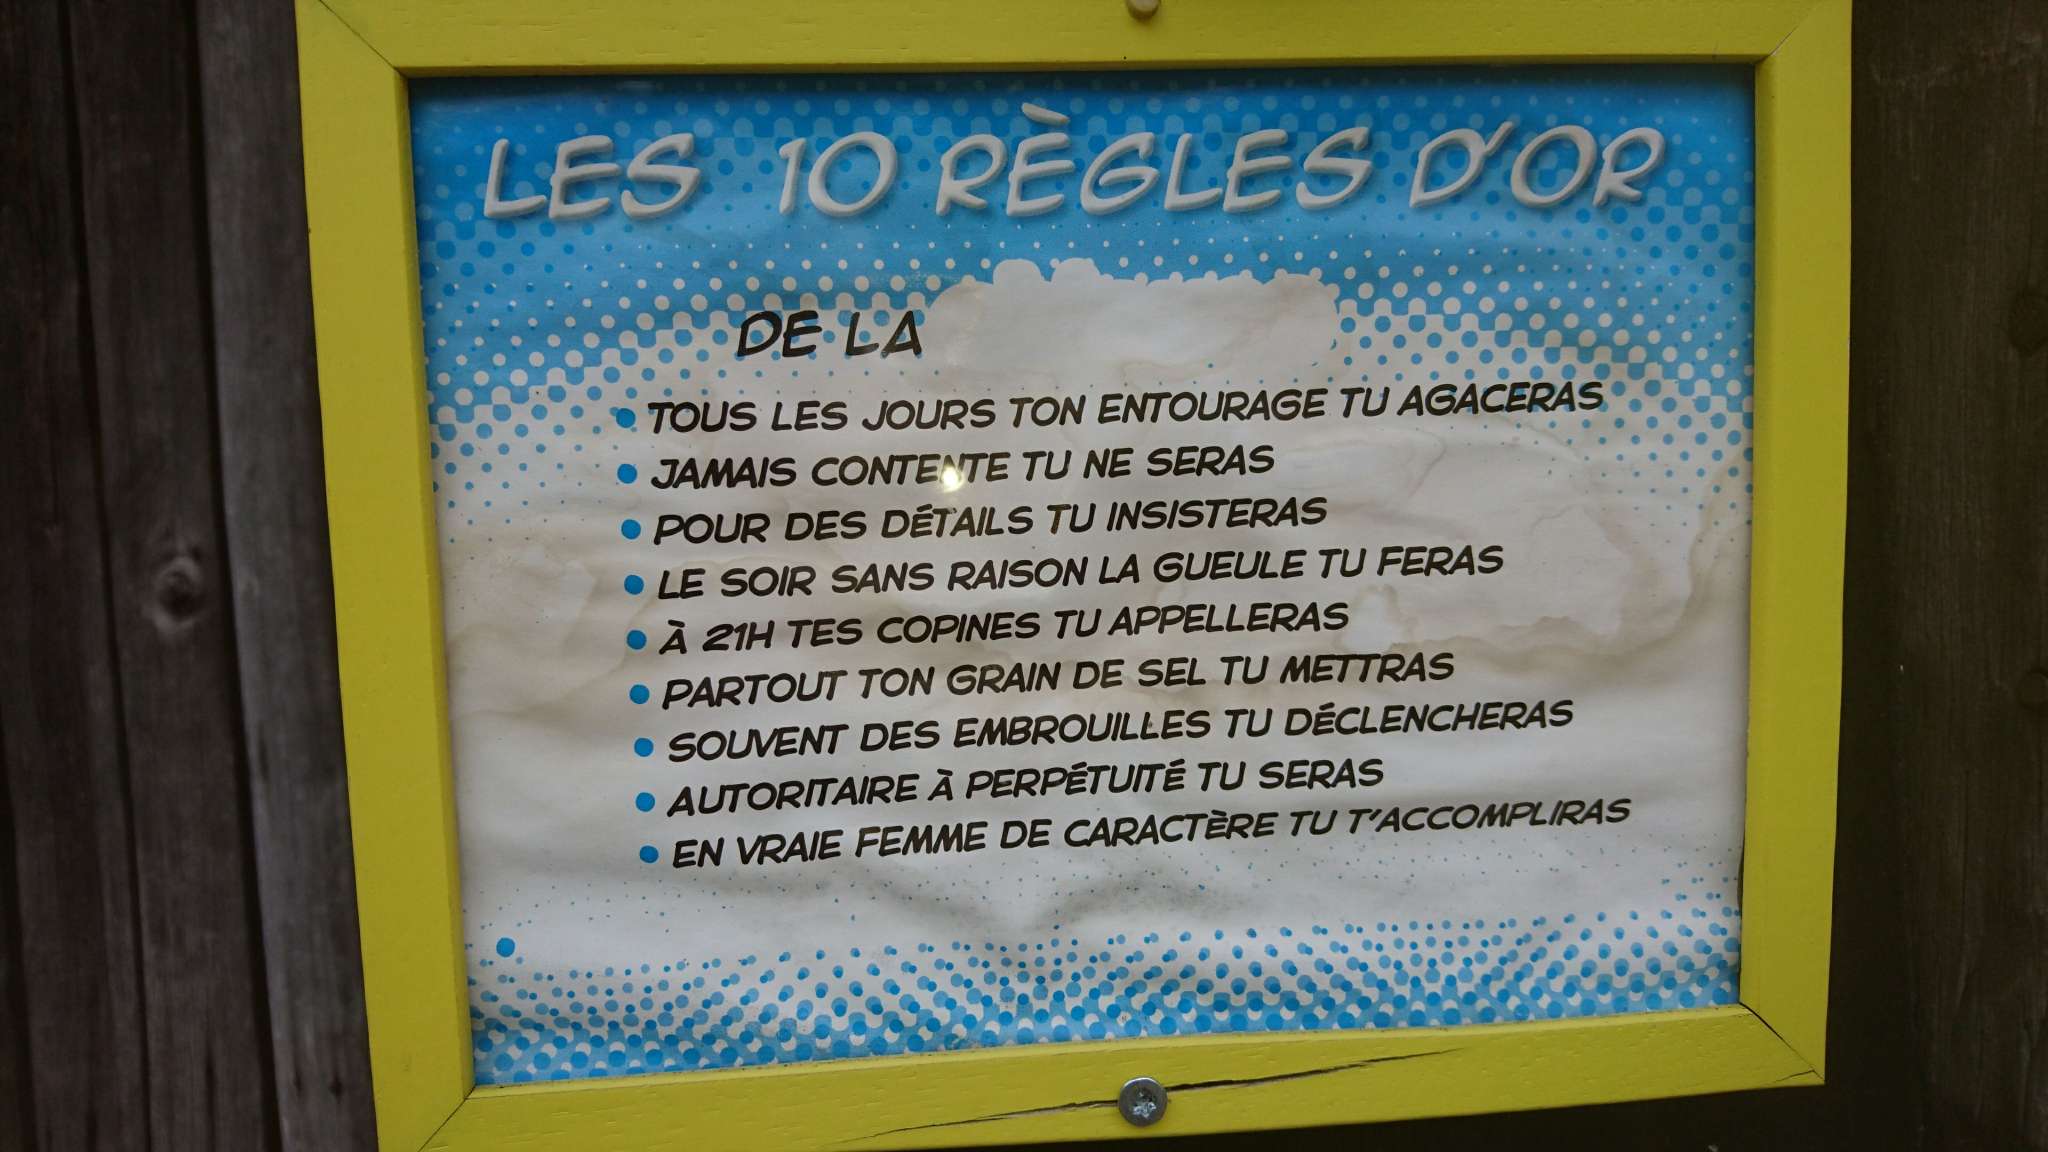 LES 10 RÈGLES D'OR
DE LA
TOUS LES JOURS TON ENTOURAGE TU AGACERAS
JAMAIS CONTENTE TU NE SERAS
POUR DES DÉTAILS TU INSISTERAS
LE SOIR SANS RAISON LA GUEULE TU FERAS
À 21H TES COPINES TU APPELLERAS
PARTOUT TON GRAIN DE SEL TU METTRAS
SOUVENT DES EMBROUILLES TU DÉCLENCHERAS
AUTORITAIRE À PERPÉTUITÉ TU SERAS
EN VRAIE FEMME DE CARACTÈRE TU T'ACCOMPLIRAS